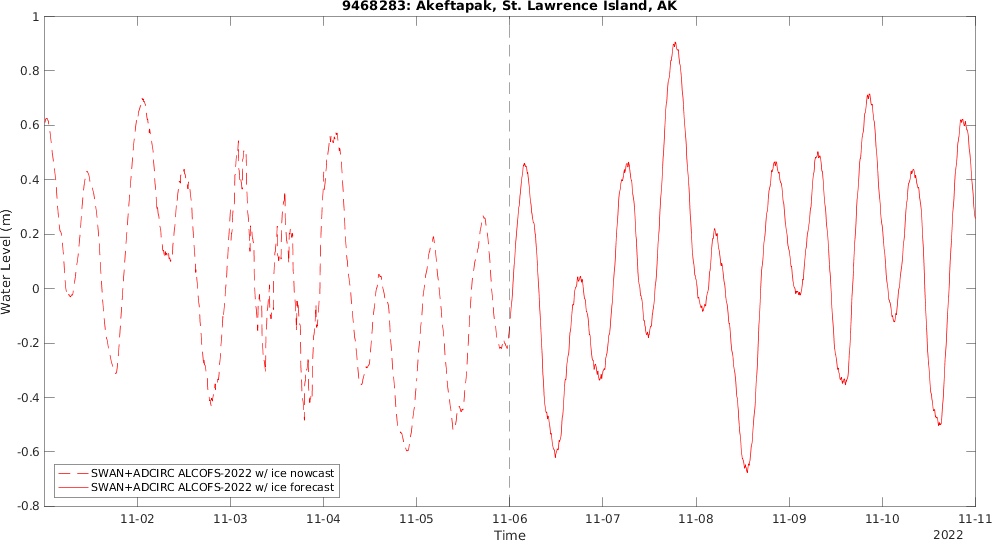 9468283: Akeftapak, St. Lawrence Island, AK
Water Level (m)
1
0.8
0.6
0.4
0.2
0
-0.2
-0.4
-0.6
-0.8
SWAN+ADCIRC ALCOFS-2022 w/ ice nowcast
SWAN+ADCIRC ALCOFS-2022 w/ ice forecast
11-02 11-03 11-04 11-05 11-06 11-07 11-08 11-09 11-10 11-11
Time
2022